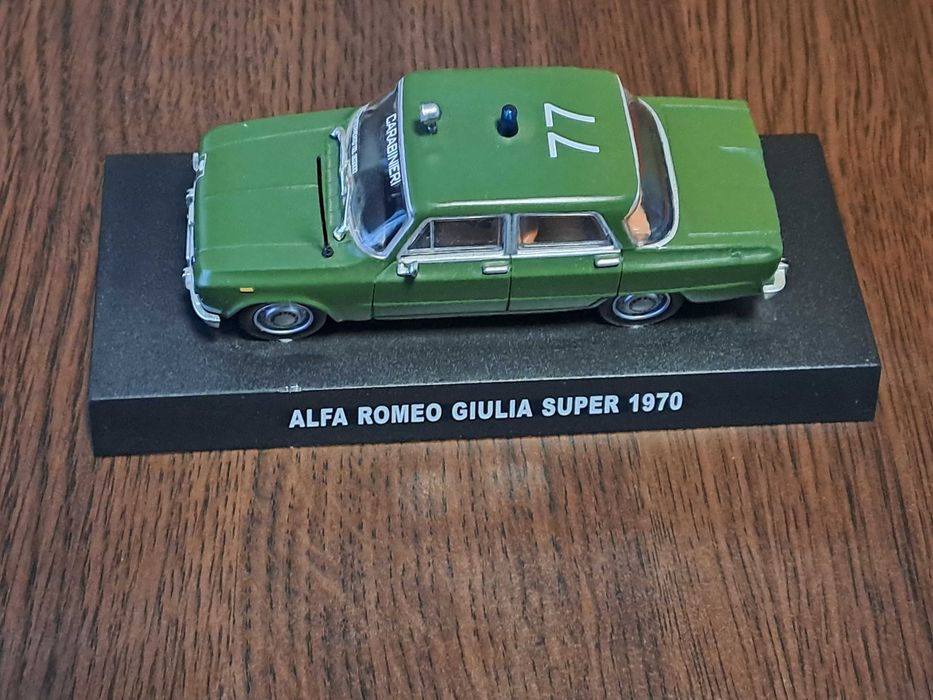 77
CARABINIERI
ALFA ROMEO GIULIA SUPER 1970